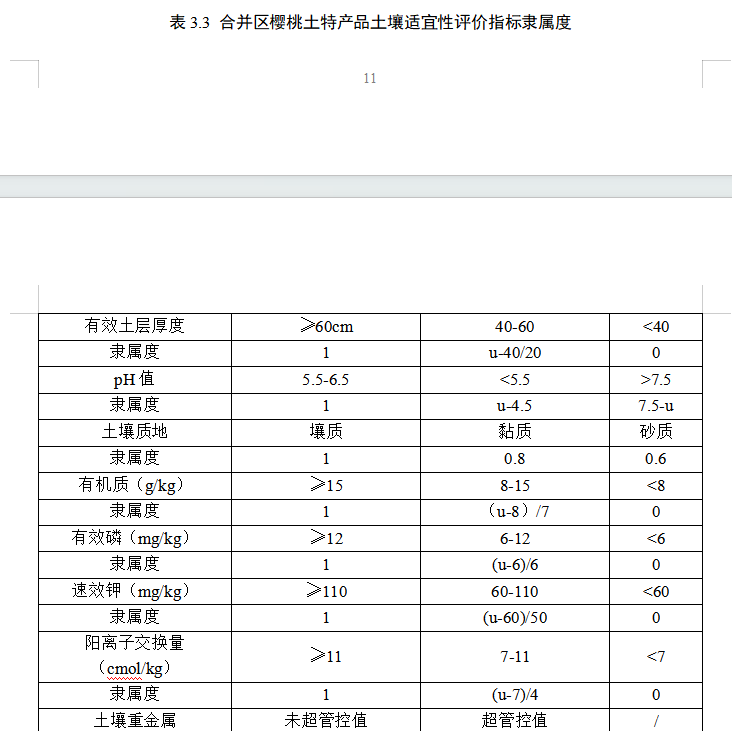 表 3.3 合并区樱桃土特产品土壤适宜性评价指标隶属度
11
有效土层厚度 ≥60cm 40-60 <40
隶属度 1 u-40/20 0
pH 值 5.5-6.5 <5.5 >7.5
隶属度 1 u-4.5 7.5-u
土壤质地 壤质 黏质 砂质
隶属度 1 0.8 0.6
有机质（g/kg） ≥15 8-15 <8
隶属度 1 （u-8）/7 0
有效磷（mg/kg） ≥12 6-12 <6
隶属度 1 (u-6)/6 0
速效钾（mg/kg） ≥110 60-110 <60
隶属度 1 (u-60)/50 0
阳离子交换量
（cmol/kg） ≥11 7-11 <7
隶属度 1 (u-7)/4 0
土壤重金属 未超管控值 超管控值 /